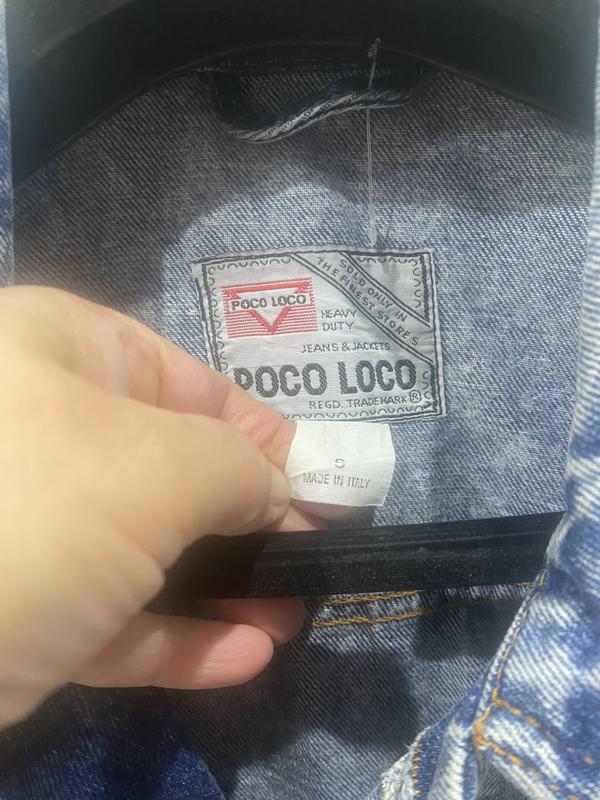 SOLD ONLY IN
THE FINEST STORES
POCO LOCO
HEAVY
DUTY
JEANS & JACKETS
POCO LOCO
REGD. TRADEMARK ®
S
MADE IN ITALY